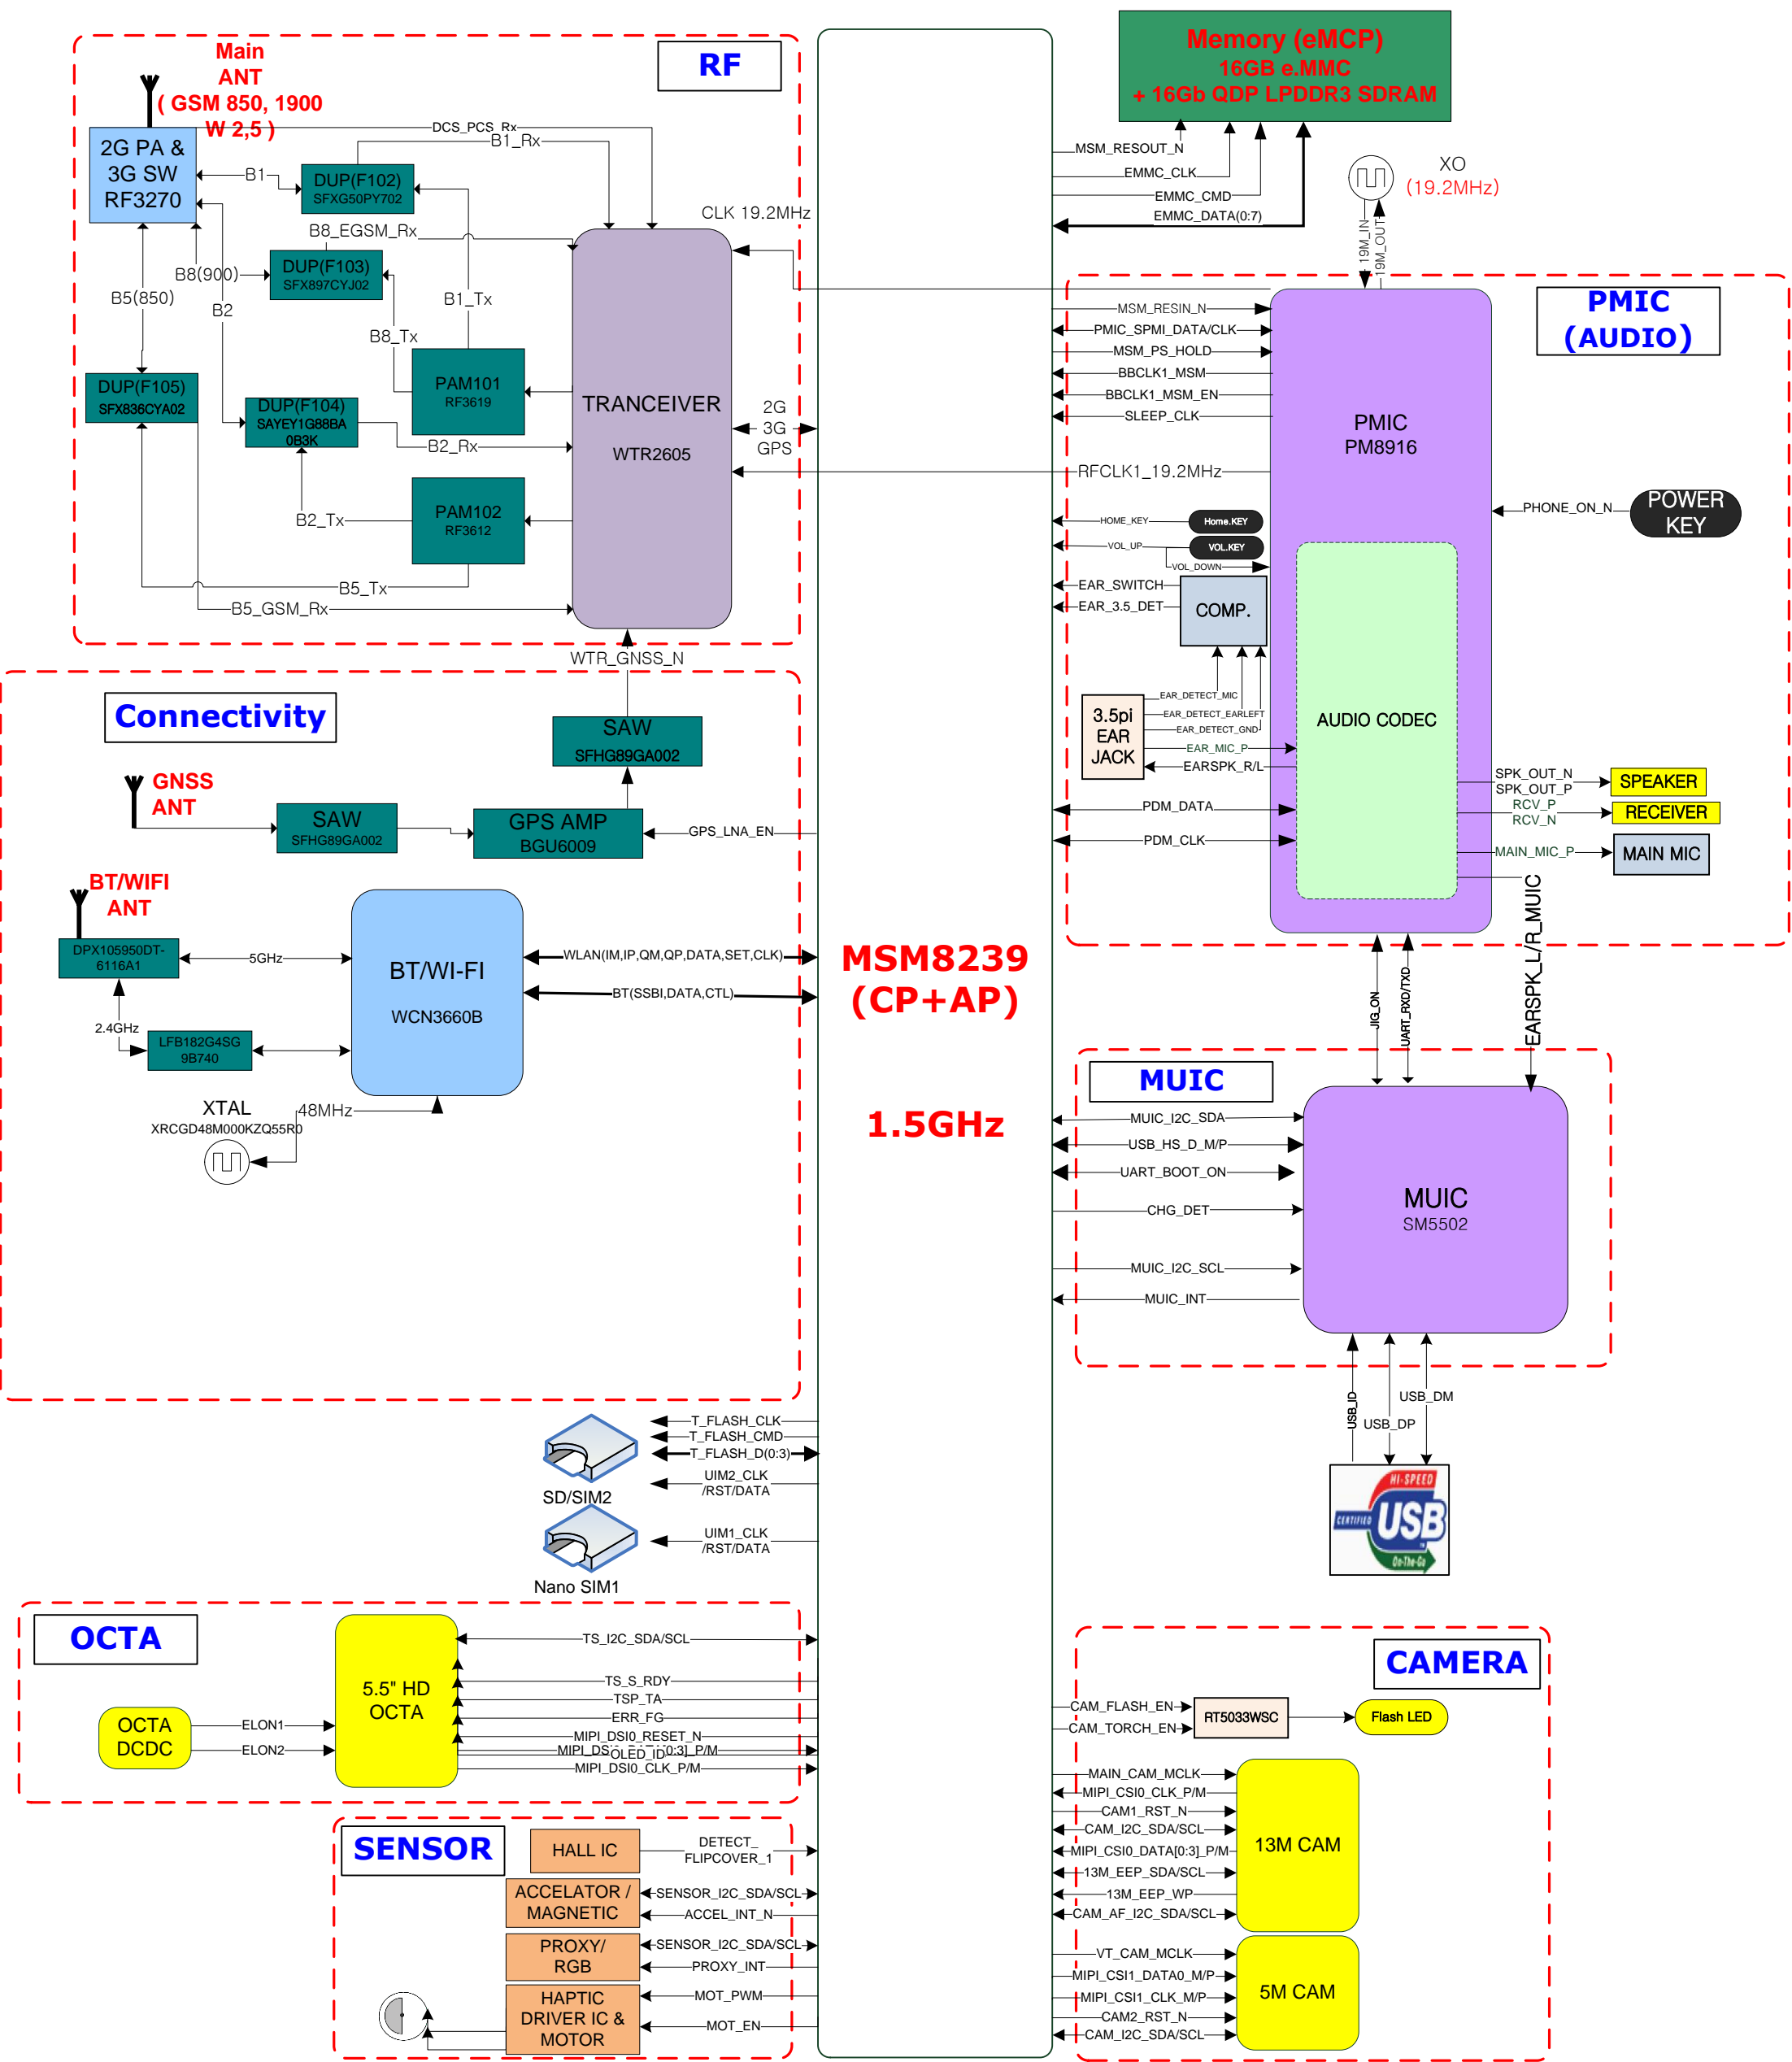 RF
Main
ANT
( GSM 850, 1900
W 2,5 )
2G PA &
3G SW
RF3270
DCS_PCS_Rx
B1_Rx
B1
DUP(F102)
SFXG50PY702
B8_EGSM_Rx
B8(900)
DUP(F103)
SFX897CYJ02
B5(850)
B2
B1_Tx
B8_Tx
CLK 19.2MHz
DUP(F105)
SFX836CYA02
DUP(F104)
SAYEY1G88BA
0B3K
PAM101
RF3619
B2_Rx
PAM102
RF3612
B2_Tx
B5_Tx
B5_GSM_Rx
TRANCEIVER
WTR2605
2G
3G
GPS
WTR_GNSS_N
Connectivity
SAW
SFHG89GA002
GNSS
ANT
SAW
SFHG89GA002
GPS AMP
BGU6009
GPS_LNA_EN
BT/WIFI
ANT
DPX105950DT-
6116A1
5GHz
2.4GHz
LFB182G4SG
9B740
BT/WI-FI
WCN3660B
WLAN(IM,IP,QM,QP,DATA,SET,CLK)
BT(SSBI,DATA,CTL)
XTAL
XRCGD48M000KZQ55R0
48MHz
MSM8239
(CP+AP)
1.5GHz
T_FLASH_CLK
T_FLASH_CMD
T_FLASH_D(0:3)
UIM2_CLK
/RST/DATA
SD/SIM2
UIM1_CLK
/RST/DATA
Nano SIM1
OCTA
OCTA
DCDC
ELON1
ELON2
5.5" HD
OCTA
TS_I2C_SDA/SCL
TS_S_RDY
TSP_TA
ERR_FG
MIPI_DSI0_RESET_N
OLED_ID
MIPI_DSI0_CLK_P/M
SENSOR
HALL IC
DETECT_
FLIPCOVER_1
ACCELATOR /
MAGNETIC
SENSOR_I2C_SDA/SCL
ACCEL_INT_N
PROXY/
RGB
SENSOR_I2C_SDA/SCL
PROXY_INT
HAPTIC
DRIVER IC &
MOTOR
MOT_PWM
MOT_EN
Memory (eMCP)
16GB e.MMC
+ 16Gb QDP LPDDR3 SDRAM
MSM_RESOUT_N
EMMC_CLK
EMMC_CMD
EMMC_DATA(0:7)
XO
(19.2MHz)
19M_IN
19M_OUT
PMIC
(AUDIO)
MSM_RESIN_N
PMIC_SPMI_DATA/CLK
MSM_PS_HOLD
BBCLK1_MSM
BBCLK1_MSM_EN
SLEEP_CLK
RFCLK1_19.2MHz
PMIC
PM8916
PHONE_ON_N
POWER
KEY
HOME_KEY
Home.KEY
VOL_UP
VOL.KEY
VOL_DOWN
EAR_SWITCH
EAR_3.5_DET
COMP.
3.5pi
EAR
JACK
EAR_DETECT_MIC
EAR_DETECT_EARLEFT
EAR_DETECT_GND
EAR_MIC_P
EARSPK_R/L
PDM_DATA
PDM_CLK
AUDIO CODEC
SPK_OUT_N
SPK_OUT_P
SPEAKER
RCV_P
RCV_N
RECEIVER
MAIN_MIC_P
MAIN MIC
JIG_ON
UART_RXD/TXD
EARSPK_L/R_MUIC
MUIC
MUIC_I2C_SDA
USB_HS_D_M/P
UART_BOOT_ON
CHG_DET
MUIC_I2C_SCL
MUIC_INT
MUIC
SM5502
USB_ID
USB_DP
USB_DM
HI-SPEED
CERTIFIED
USB
On-The-Go
CAMERA
CAM_FLASH_EN
CAM_TORCH_EN
RT5033WSC
Flash LED
MAIN_CAM_MCLK
MIPI_CSI0_CLK_P/M
CAM1_RST_N
CAM_I2C_SDA/SCL
MIPI_CSI0_DATA[0:3]_P/M
13M_EEP_SDA/SCL
13M_EEP_WP
CAM_AF_I2C_SDA/SCL
13M CAM
VT_CAM_MCLK
MIPI_CSI1_DATA0_M/P
MIPI_CSI1_CLK_M/P
CAM2_RST_N
CAM_I2C_SDA/SCL
5M CAM